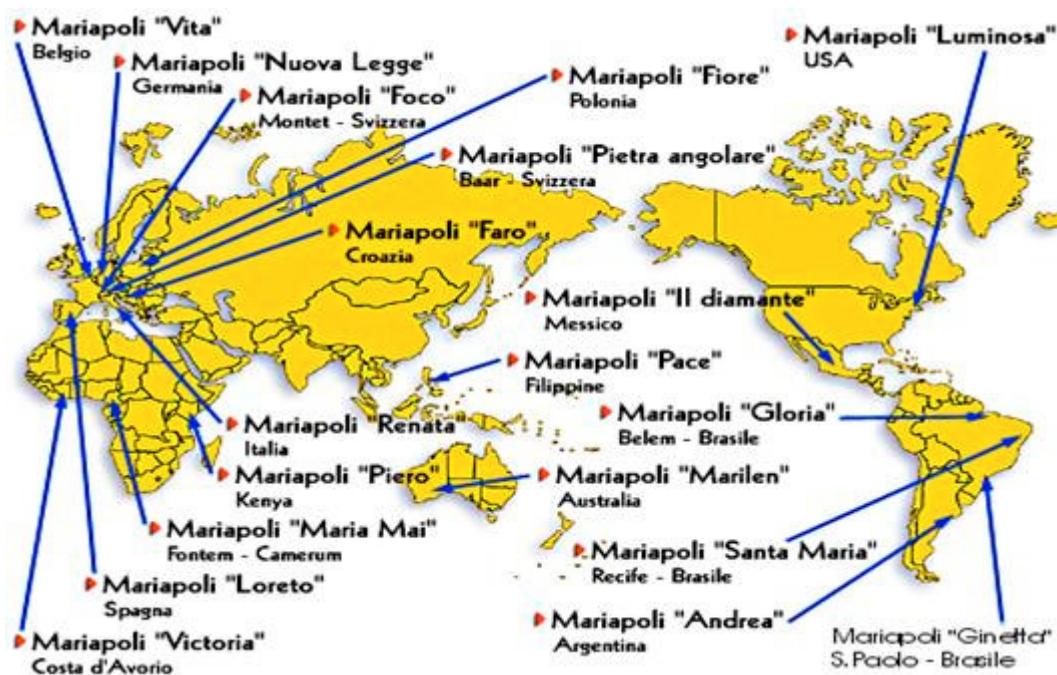 Mariapoli "Vita"
Belgio
Mariapoli "Luminosa"
USA
Mariapoli "Nuova Legge"
Germania
Mariapoli "Fiore"
Polonia
Mariapoli "Foco"
Montet - Svizzera
Mariapoli "Pietra angolare"
Baar - Svizzera
Mariapoli "Faro"
Croazia
Mariapoli "Il diamante"
Messico
Mariapoli "Pace"
Filippine
Mariapoli "Gloria"
Belem - Brasile
Mariapoli "Renata"
Italia
Mariapoli "Piero"
Kenya
Mariapoli "Marilen"
Australia
Mariapoli "Maria Mai"
Fontem - Camerum
Mariapoli "Santa Maria"
Recife - Brasile
Mariapoli "Loreto"
Spagna
Mariapoli "Andrea"
Argentina
Mariapoli "Victoria"
Costa d'Avorio
Mariapoli "Ginetta"
S. Paolo - Brasile